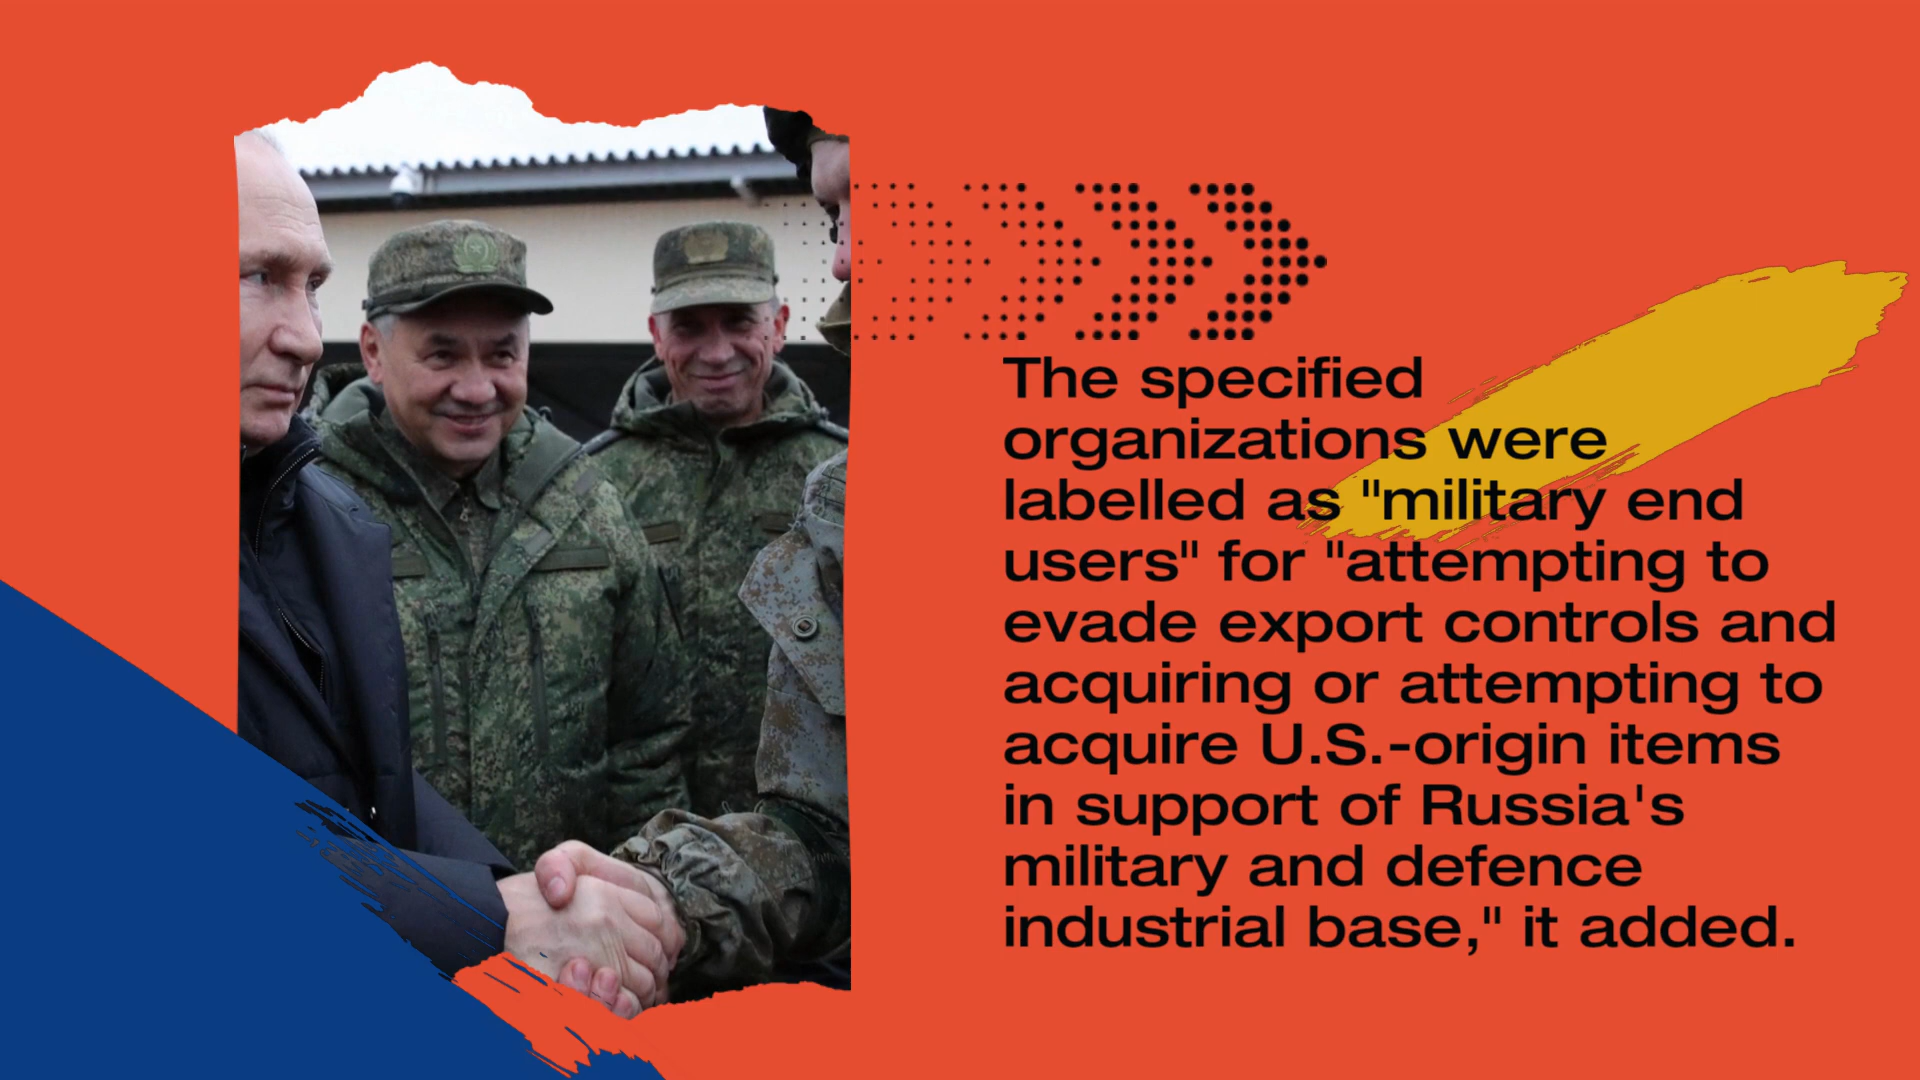 The specified
organizations were
labelled as "military end
users" for "attempting to
evade export controls and
acquiring or attempting to
acquire U.S.-origin items
in support of Russia's
military and defence
industrial base," it added.